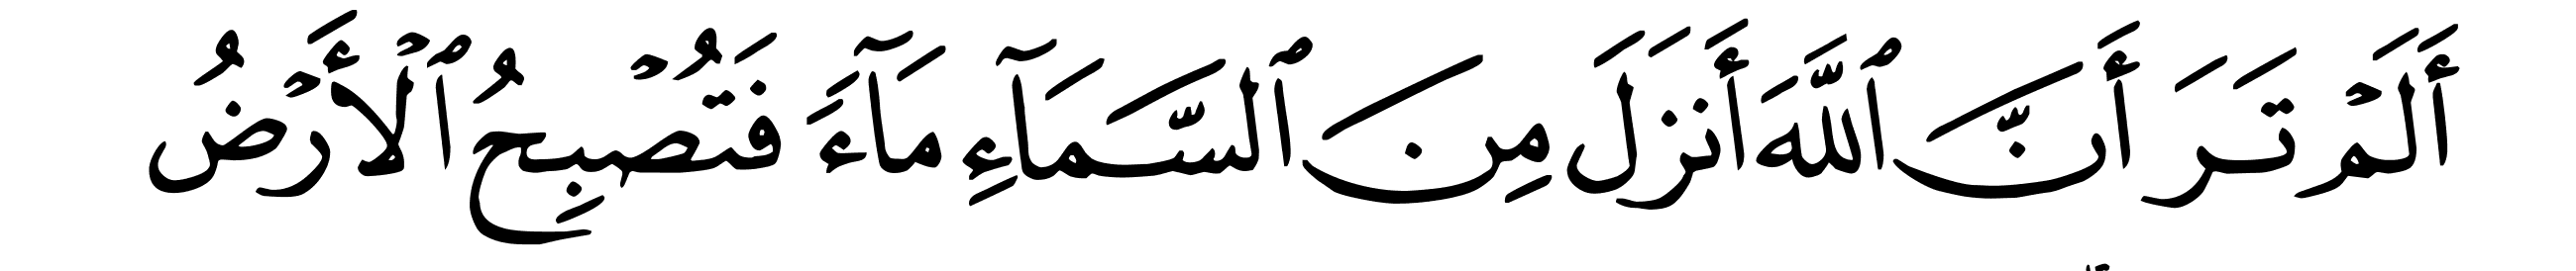 أَلَمْ تَرَ أَنَّ ٱللَّهَ أَنزَلَ مِنَ ٱلسَّمَآءِ مَآءً فَتُصْبِحُ ٱلْأَرْضُ